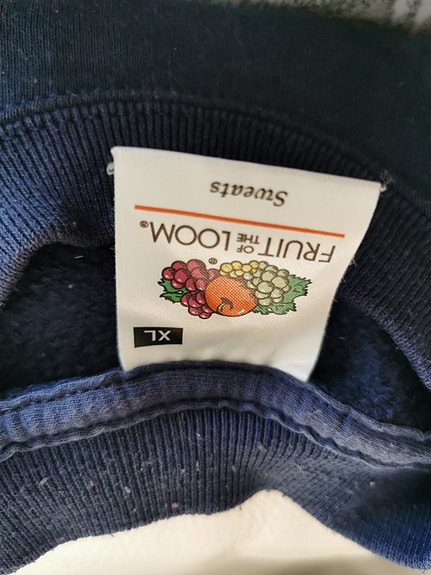 XL
FRUIT OF THE LOOM®
Sweats